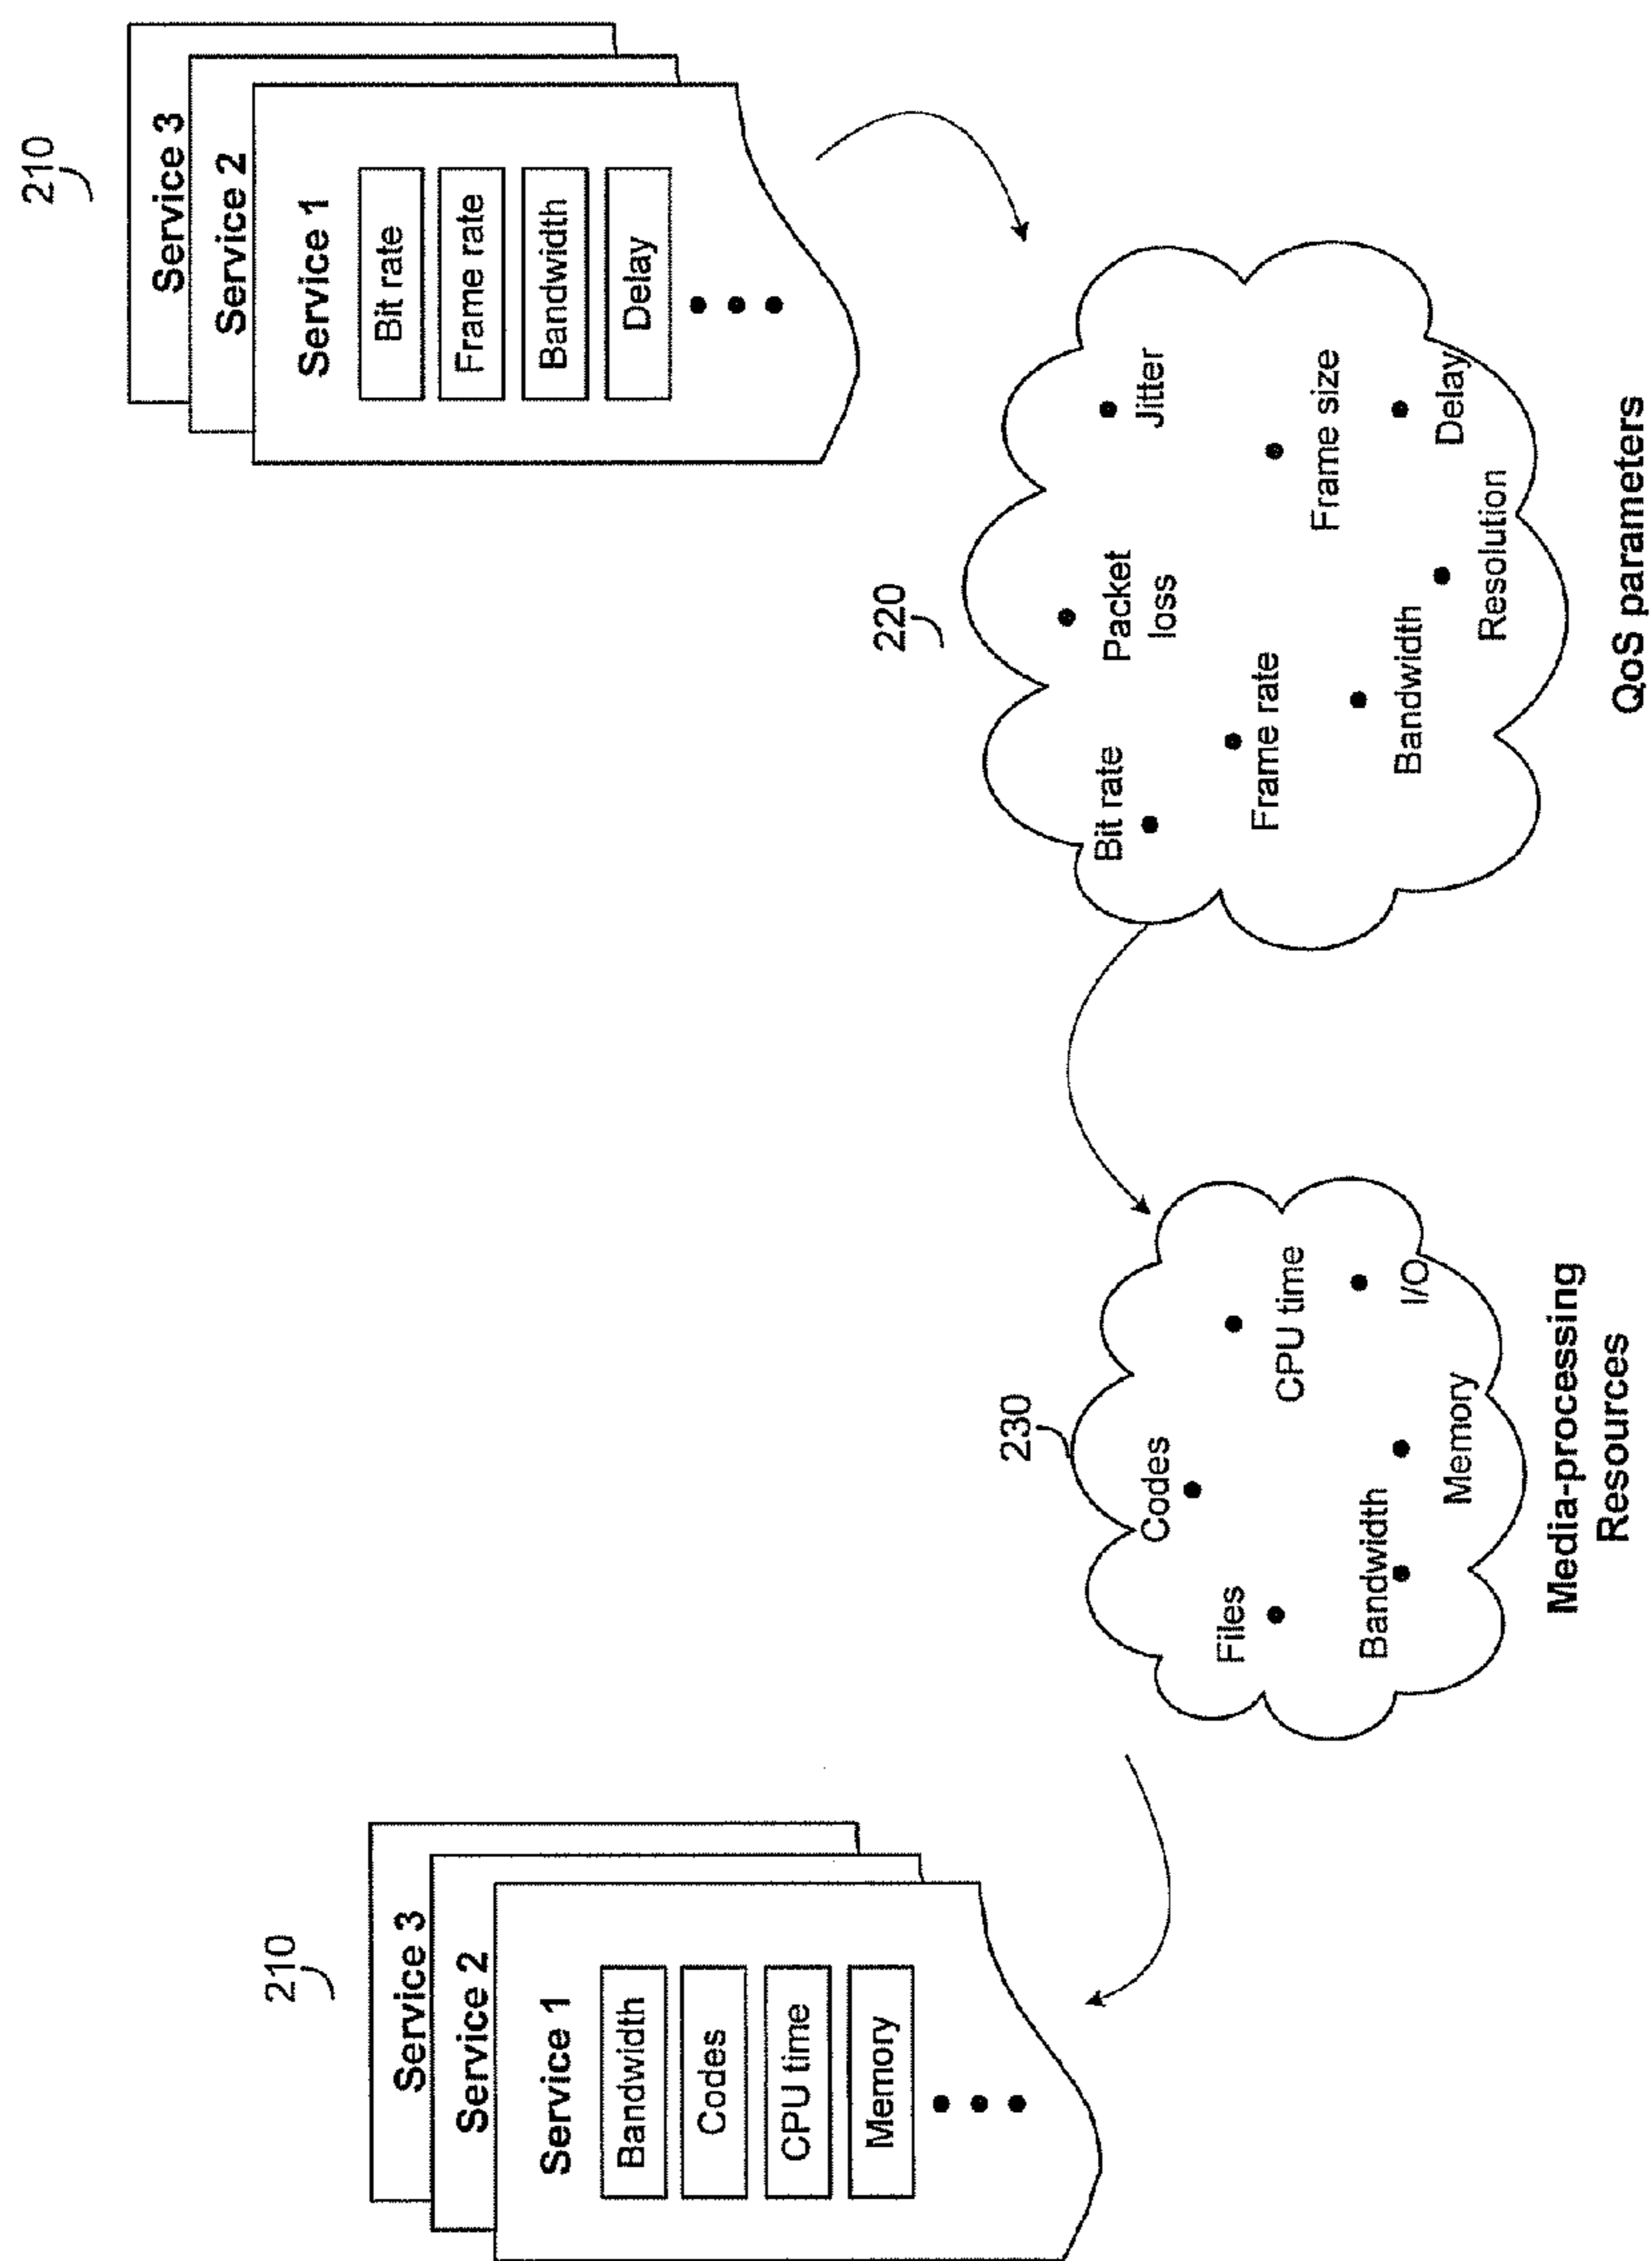 210
Service 3
Service 2
Service 1
Bandwidth
Codes
CPU time
Memory
230
Codes
Files
CPU time
Bandwidth
I/O
Memory
Media-processing
Resources
220
Bit rate
Packet
loss
Jitter
Frame rate
Frame size
Bandwidth
Delay
Resolution
QoS parameters
210
Service 3
Service 2
Service 1
Bit rate
Frame rate
Bandwidth
Delay